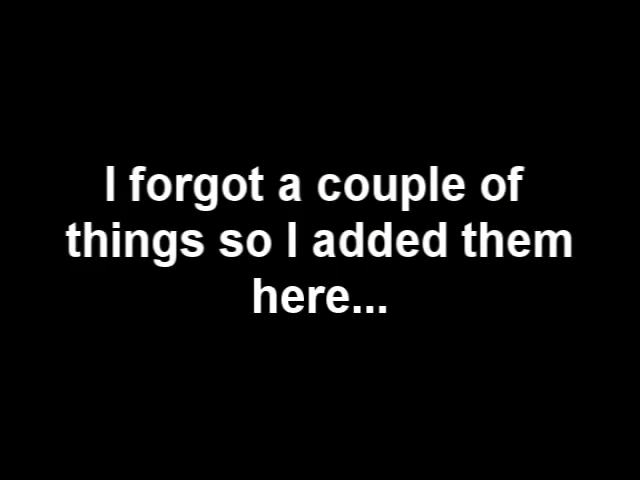 I forgot a couple of
things so I added them
here...